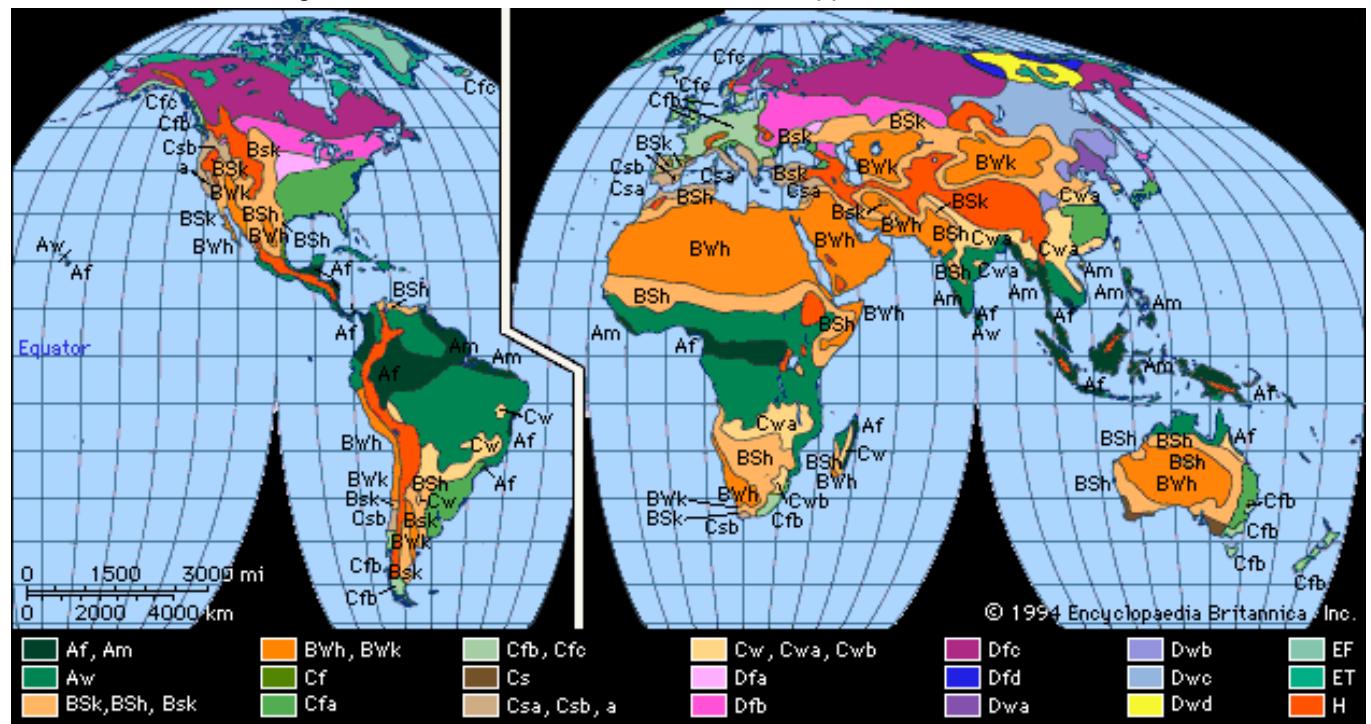 Cfc
Cfc
Cfb
Csb
a
Bsk
BSk
BWk
BSk
BSh
BWh
BWh
BSh
Aw
Af
Af
BSh
Af
Am
Am
Equator
Af
Cw
Cw
Af
BWh
BWk
BSh
Af
Bsk
Cw
Csb
Bsk
BWk
Cfb
Bsk
Cfb
Cfc
Cfc
Cfb
BSk
Bsk
BSk
BWk
BWk
Csb
Csa
Bsk
Csa
Csa
BSh
Cwa
BSk
Bsk
BWh
BWh
BWh
BSh
Cwa
Cwa
BSh
BSh
Cwa
Am
Am
Am
Am
Am
BWh
BSh
Af
Aw
Af
Am
Af
Am
Af
Af
Cwa
Af
Cw
BSh
BSh
BWh
BWh
BWk
BSk
Csb
Cwb
Cfb
BSh
BSh
Af
BSh
BWh
BSh
Cfb
Cfb
Cfb
Cfb
0 1500 3000 mi
0 2000 4000 km
© 1994 Encyclopaedia Britannica, Inc.
Af, Am
BWh, BWk
Cfb, Cfc
Cw, Cwa, Cwb
Dfc
Dwb
EF
Aw
Cf
Cs
Dfa
Dfd
Dwc
ET
BSk,BSh, Bsk
Cfa
Csa, Csb, a
Dfb
Dwa
Dwd
H